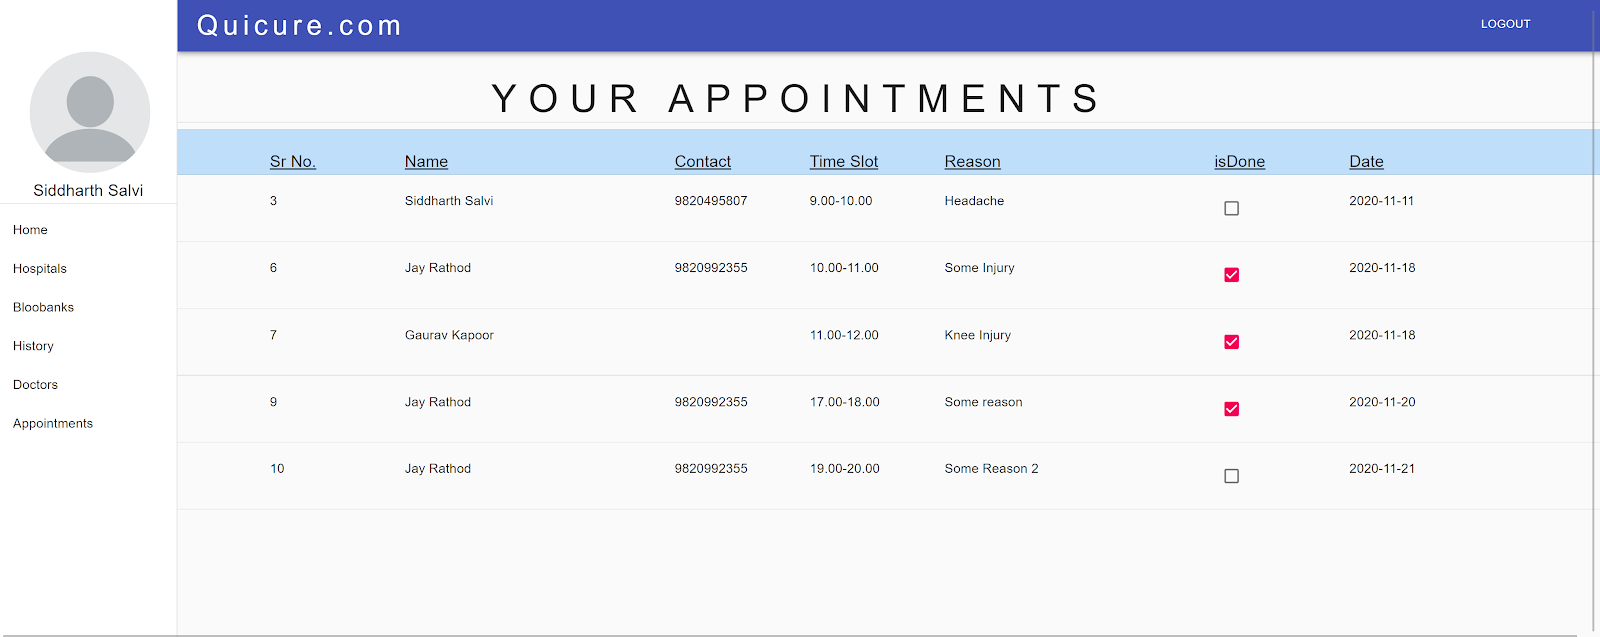 Quicure.com LOGOUT
Siddharth Salvi
Home
Hospitals
Bloobanks
History
Doctors
Appointments
YOUR APPOINTMENTS
Sr No. Name Contact Time Slot Reason isDone Date
3 Siddharth Salvi 9820495807 9.00-10.00 Headache 2020-11-11
6 Jay Rathod 9820992355 10.00-11.00 Some Injury 2020-11-18
7 Gaurav Kapoor 11.00-12.00 Knee Injury 2020-11-18
9 Jay Rathod 9820992355 17.00-18.00 Some reason 2020-11-20
10 Jay Rathod 9820992355 19.00-20.00 Some Reason 2 2020-11-21